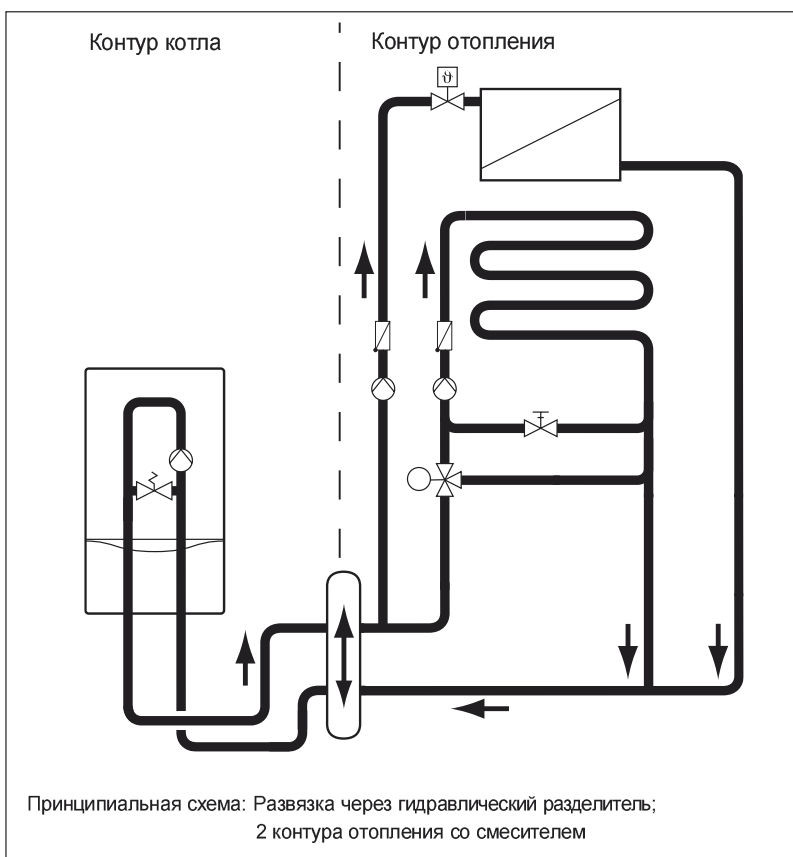 Контур котла
Контур отопления
ϑ
Принципиальная схема: Развязка через гидравлический разделитель;
2 контура отопления со смесителем